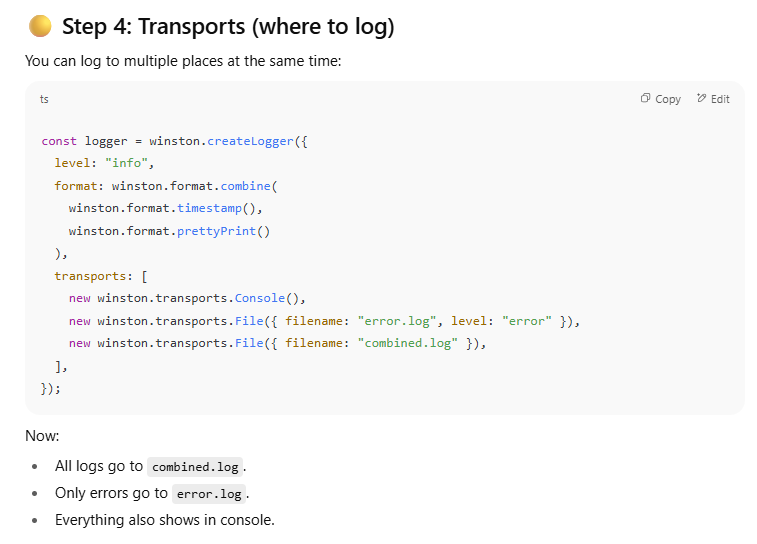 Step 4: Transports (where to log)
You can log to multiple places at the same time:
ts
Copy
Edit
const logger = winston.createLogger({
  level: "info",
  format: winston.format.combine(
    winston.format.timestamp(),
    winston.format.prettyPrint()
  ),
  transports: [
    new winston.transports.Console(),
    new winston.transports.File({ filename: "error.log", level: "error" }),
    new winston.transports.File({ filename: "combined.log" }),
  ],
});
Now:
• All logs go to combined.log.
• Only errors go to error.log.
• Everything also shows in console.